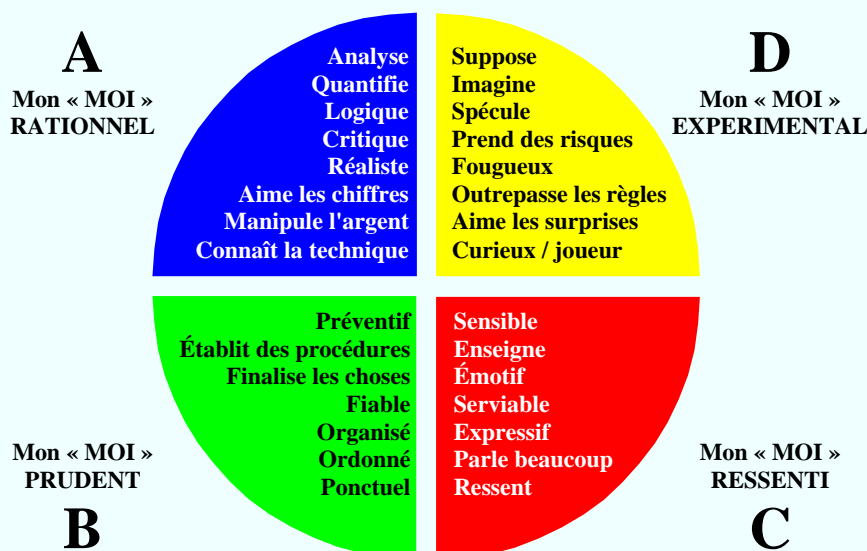 A
Mon « MOI »
RATIONNEL
Analyse
Quantifie
Logique
Critique
Réaliste
Aime les chiffres
Manipule l'argent
Connaît la technique
D
Mon « MOI »
EXPERIMENTAL
Suppose
Imagine
Spécule
Prend des risques
Fougueux
Outrepasse les règles
Aime les surprises
Curieux / joueur
Préventif
Établit des procédures
Finalise les choses
Fiable
Organisé
Ordonné
Ponctuel
Mon « MOI »
PRUDENT
B
Sensible
Enseigne
Émotif
Serviable
Expressif
Parle beaucoup
Ressent
Mon « MOI »
RESSENTI
C